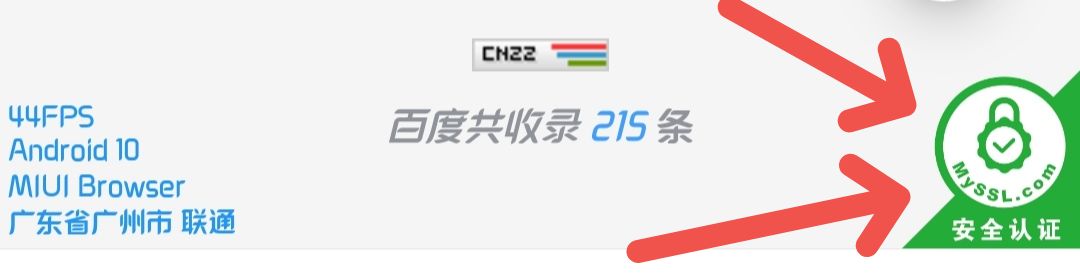 CNZZ
百度共收录 215 条
44FPS
Android 10
MIUI Browser
广东省广州市 联通
MySSL.com
安全认证